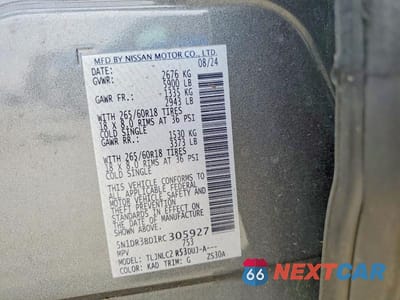 MFD BY NISSAN MOTOR CO., LTD.
DATE: 08/24
GVWR: 2676 KG
5900 LB
GAWR FR.: 1335 KG
2943 LB
WITH 265/60R18 TIRES
18 X 8.0 RIMS AT 36 PSI
COLD SINGLE
GAWR RR.: 1530 KG
3373 LB
WITH 265/60R18 TIRES
18 X 8.0 RIMS AT 36 PSI
COLD SINGLE
THIS VEHICLE CONFORMS TO
ALL APPLICABLE FEDERAL
MOTOR VEHICLE SAFETY AND
THEFT PREVENTION STANDARDS
IN EFFECT ON THE
DATE OF MANUFACTURE
SHOWN ABOVE.
5N1DR3BD1RC305927
MPV 753
MODEL: TLJNLC2 R53DUJ-A---
COLOR: KAD TRIM: G ZS30A
66 NEXTCAR